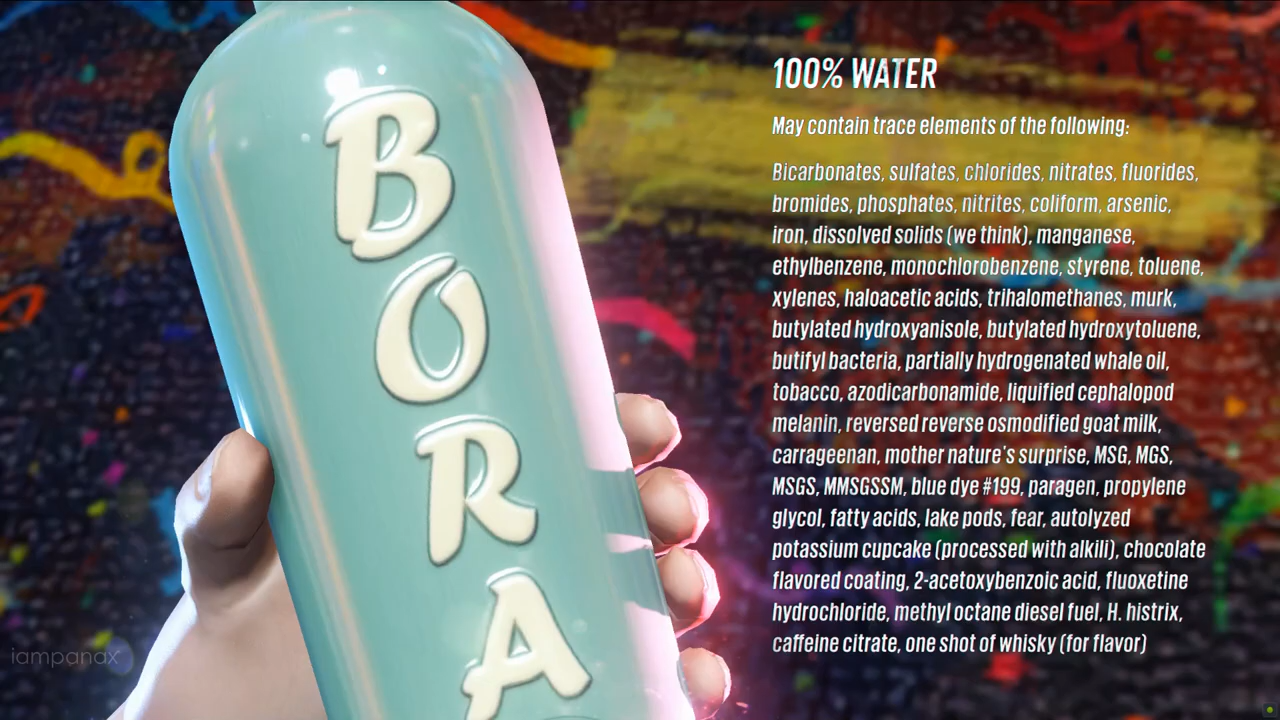 BORA
100% WATER
May contain trace elements of the following:
Bicarbonates, sulfates, chlorides, nitrates, fluorides,
bromides, phosphates, nitrites, coliform, arsenic,
iron, dissolved solids (we think), manganese,
ethylbenzene, monochlorobenzene, styrene, toluene,
xylenes, haloacetic acids, trihalomethanes, murk,
butylated hydroxyanisole, butylated hydroxytoluene,
butifyl bacteria, partially hydrogenated whale oil,
tobacco, azodicarbonamide, liquified cephalopod
melanin, reversed reverse osmodified goat milk,
carrageenan, mother nature's surprise, MSG, MGS,
MSGS, MMSGSSM, blue dye #199, paragen, propylene
glycol, fatty acids, lake pods, fear, autolyzed
potassium cupcake (processed with alkili), chocolate
flavored coating, 2-acetoxybenzoic acid, fluoxetine
hydrochloride, methyl octane diesel fuel, H. histrix,
caffeine citrate, one shot of whisky (for flavor)
iampanax